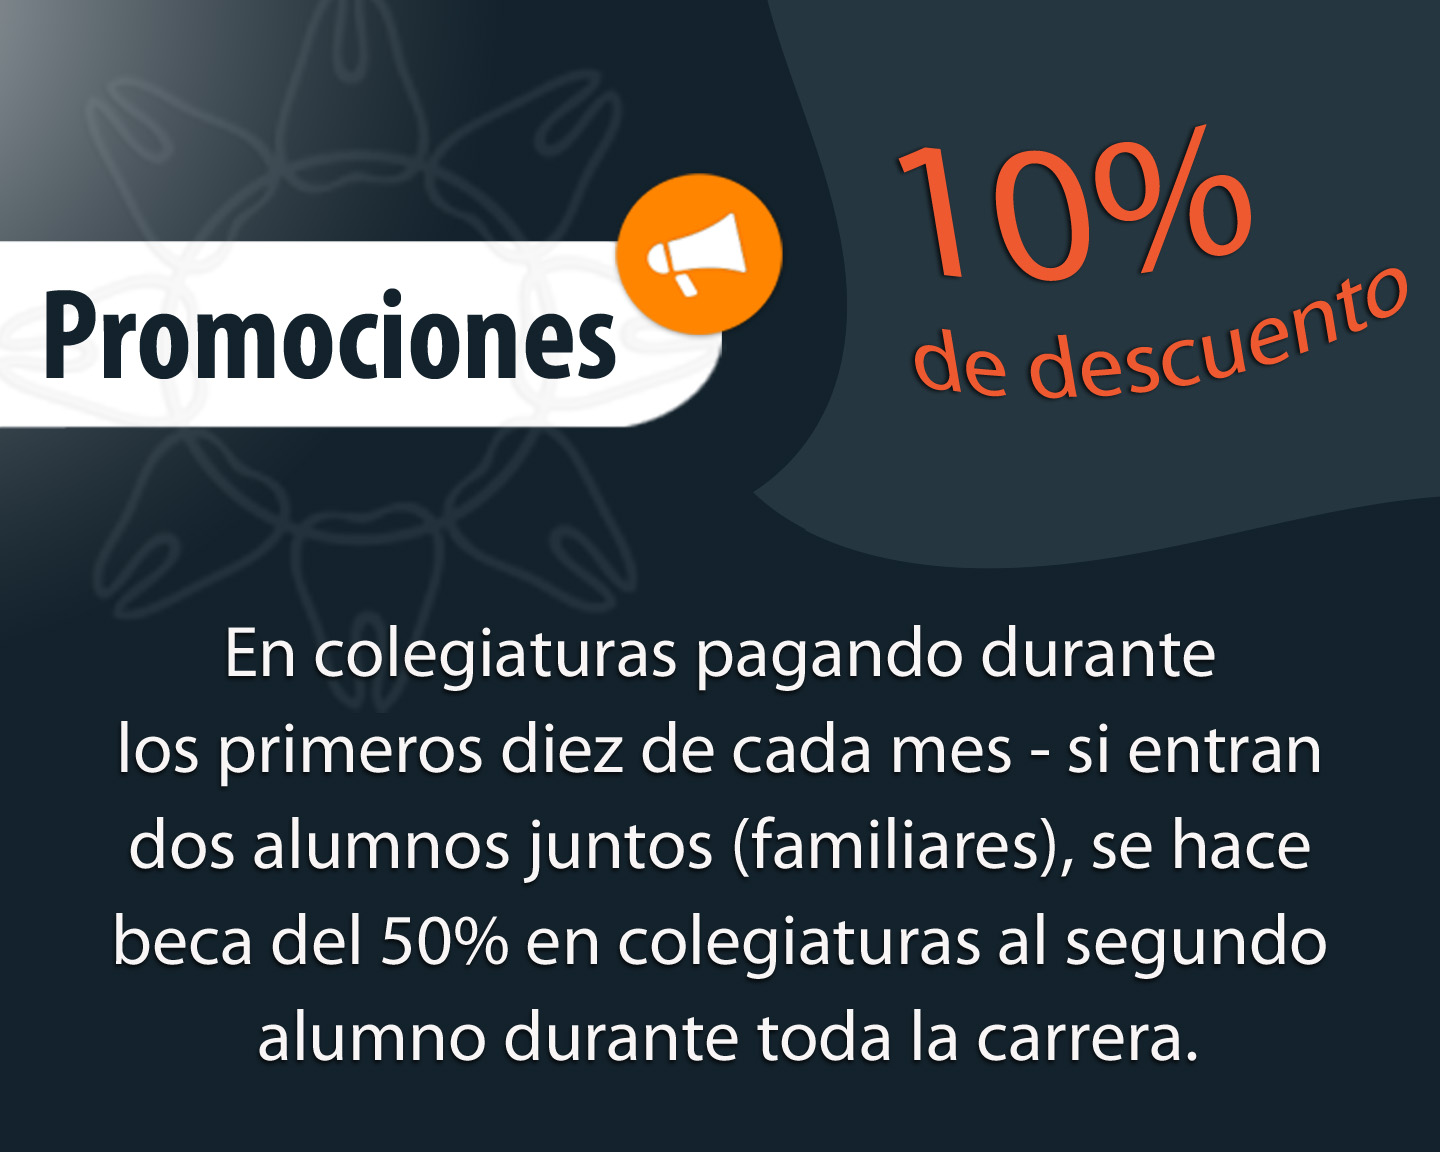 Promociones
10%
de descuento
En colegiaturas pagando durante
los primeros diez de cada mes - si entran
dos alumnos juntos (familiares), se hace
beca del 50% en colegiaturas al segundo
alumno durante toda la carrera.